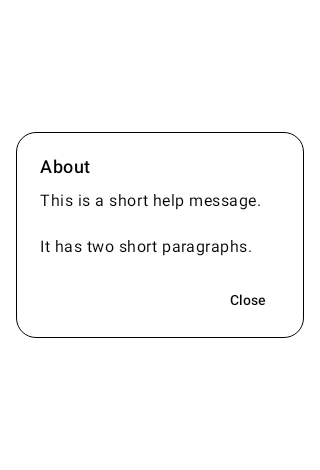 About
This is a short help message.
It has two short paragraphs.
Close